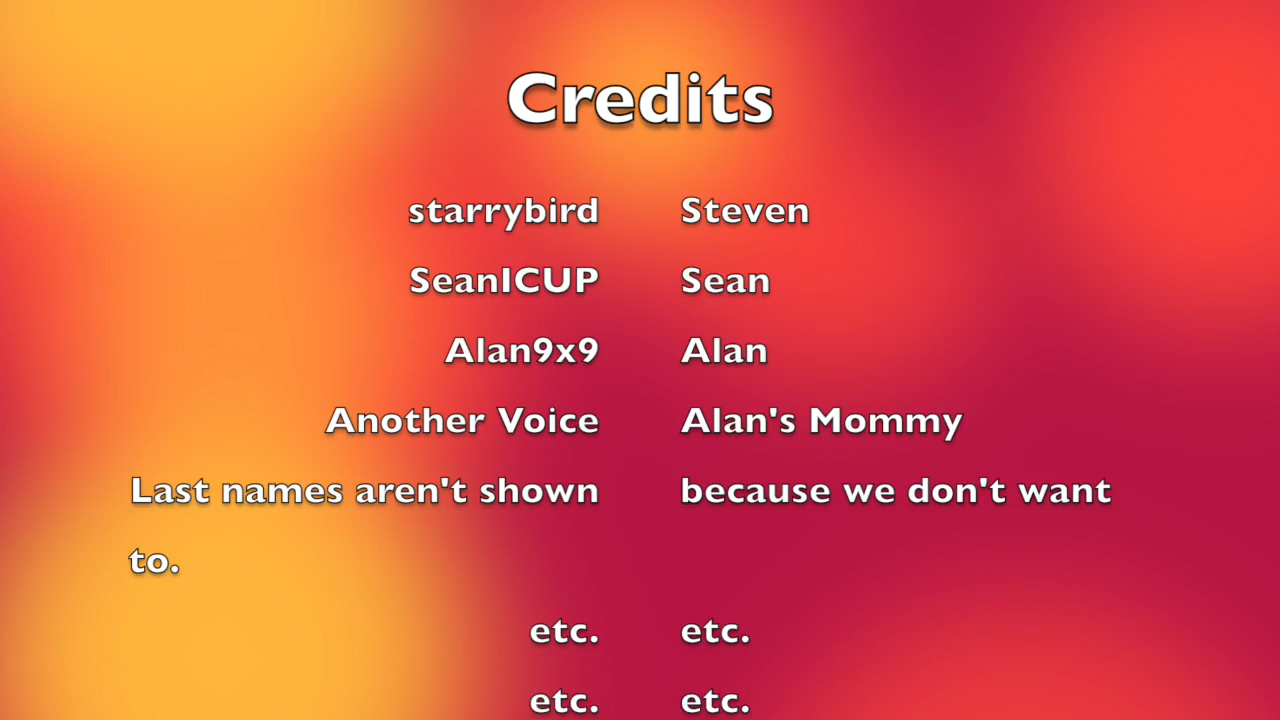 Credits
starrybird Steven
SeanICUP Sean
Alan9x9 Alan
Another Voice Alan's Mommy
Last names aren't shown because we don't want
to.
etc. etc.
etc. etc.